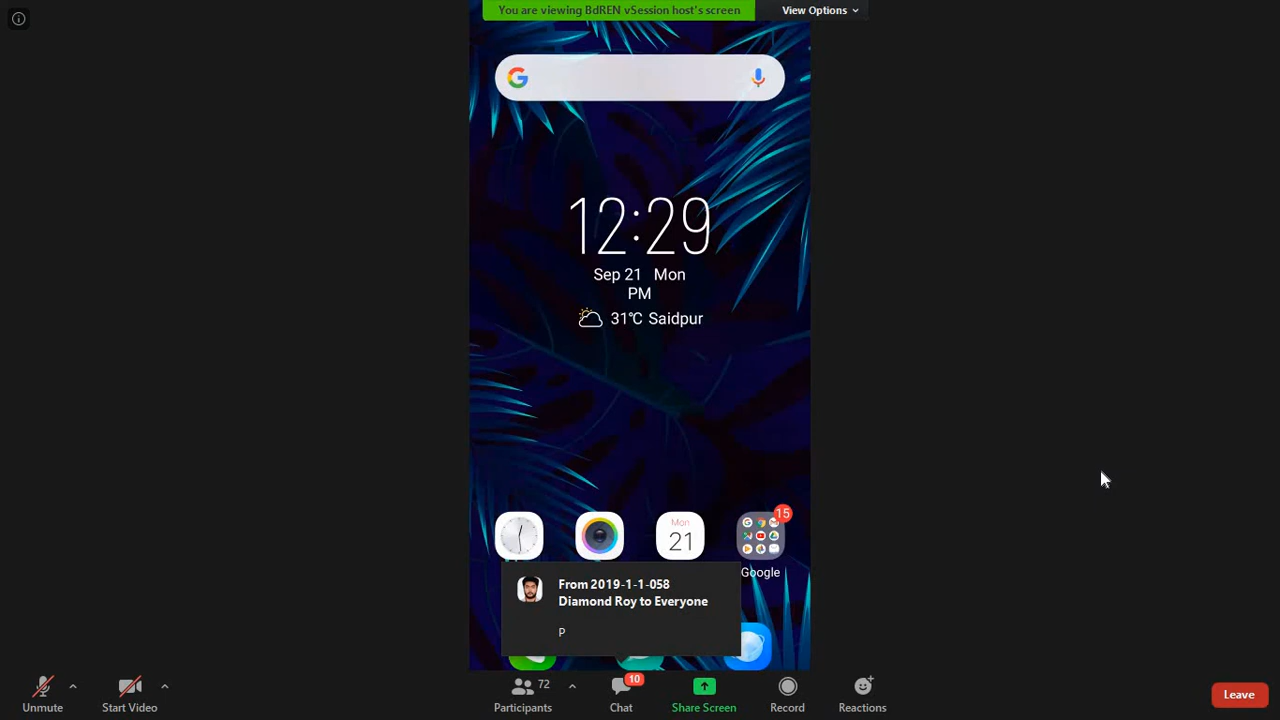 You are viewing BdREN vSession host's screen
View Options
12:29
Sep 21 Mon
PM
31℃ Saidpur
15
Mon
21
Google
From 2019-1-1-058
Diamond Roy to Everyone
P
Unmute
Start Video
72
Participants
10
Chat
Share Screen
Record
Reactions
Leave